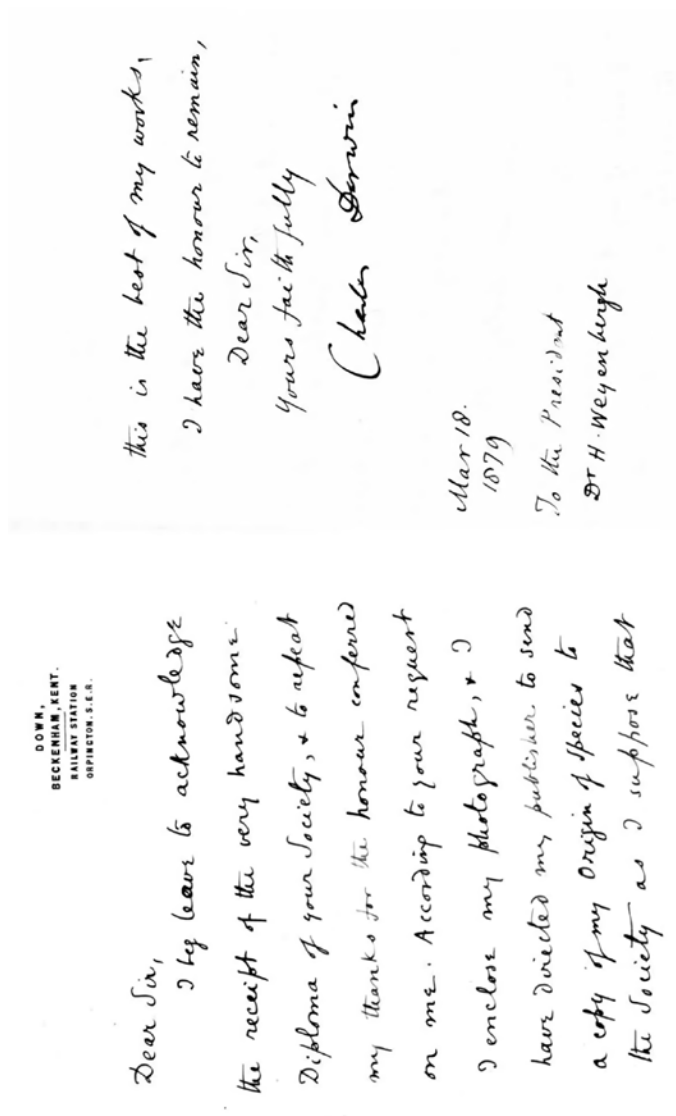 DOWN,
BECKENHAM, KENT.
RAILWAY STATION
ORPINGTON. S.E.R.
Dear Sir,
I beg leave to acknowledge
the receipt of the very handsome
Diploma of your Society, & to repeat
my thanks for the honour conferred
on me. According to your request
I enclose my photograph, & I
have directed my publisher to send
a copy of my Origin of Species to
the Society as I suppose that
this is the best of my works,
I have the honour to remain,
Dear Sir,
Yours faithfully
Charles Darwin
Mar 18.
1879
To the President
Dr H. Weyenbergh